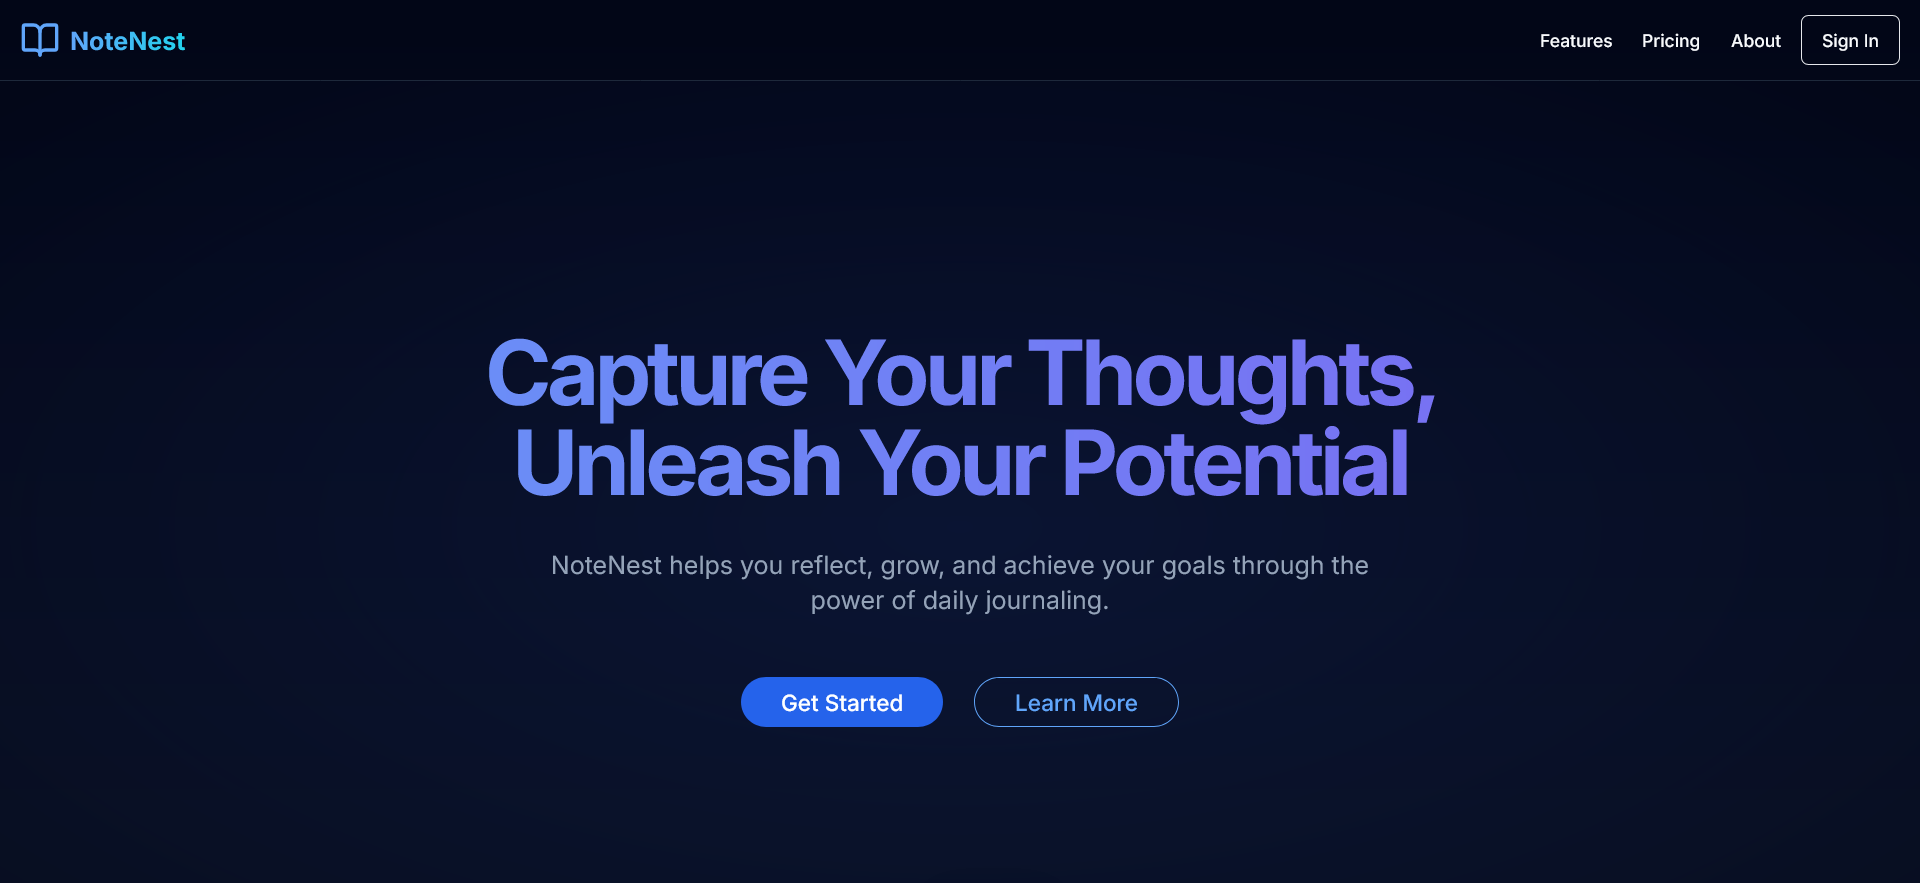 NoteNest
Features
Pricing
About
Sign In
Capture Your Thoughts,
Unleash Your Potential
NoteNest helps you reflect, grow, and achieve your goals through the
power of daily journaling.
Get Started
Learn More